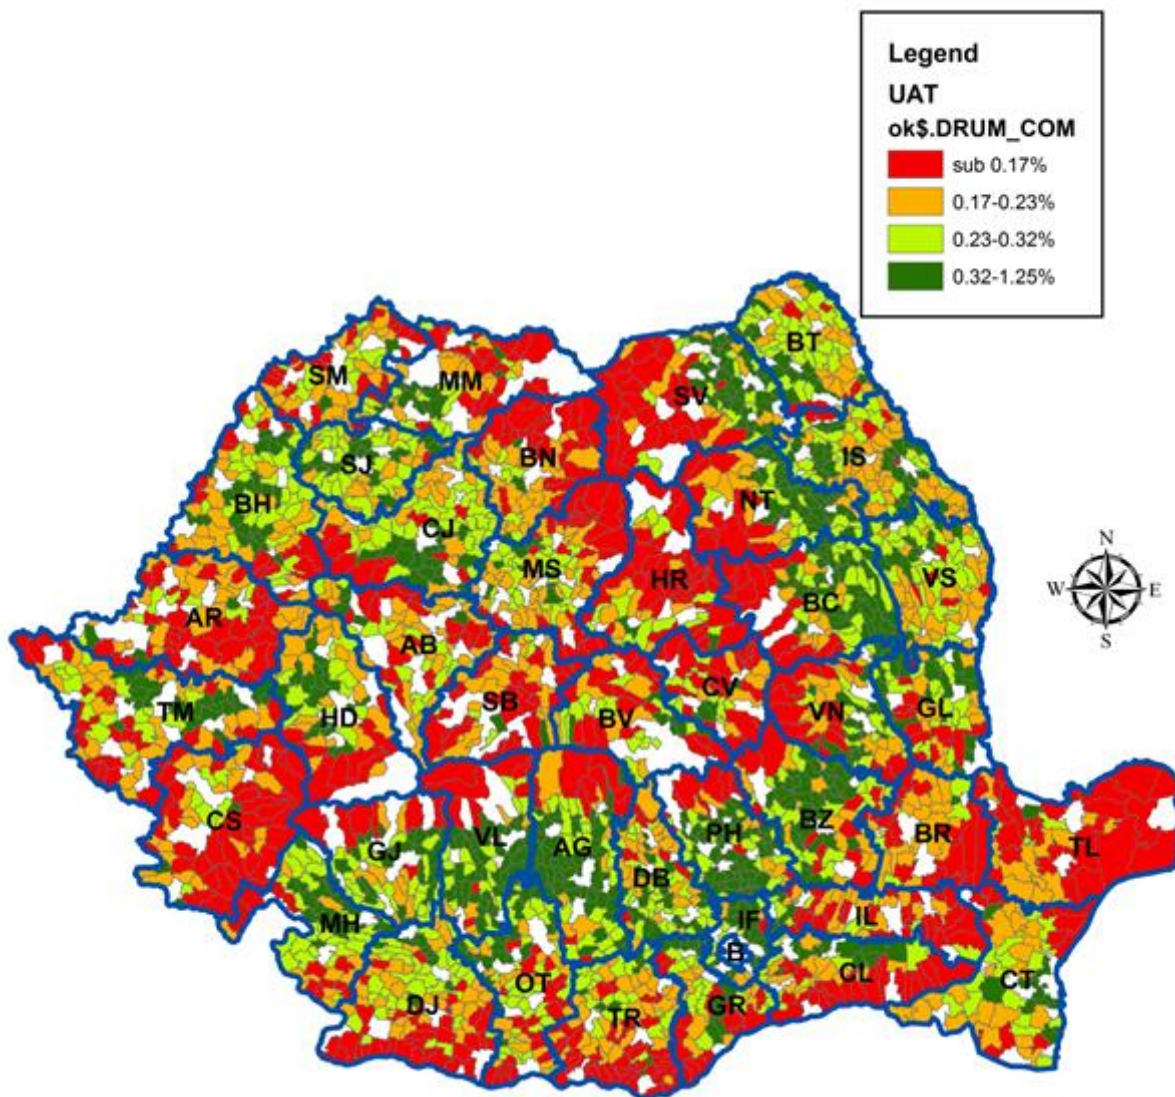 Legend
UAT
ok$.DRUM_COM
sub 0.17%
0.17-0.23%
0.23-0.32%
0.32-1.25%
BT
SM
MM
SV
BN
IS
SJ
BH
NT
CJ
MS
HR
BC
VS
N
W E
S
AR
AB
SB
CV
TM
HD
BV
VN
GL
CS
GJ
VL
AG
PH
BZ
BR
TL
DB
MH
IF
IL
B
OT
CL
CT
DJ
TR
GR